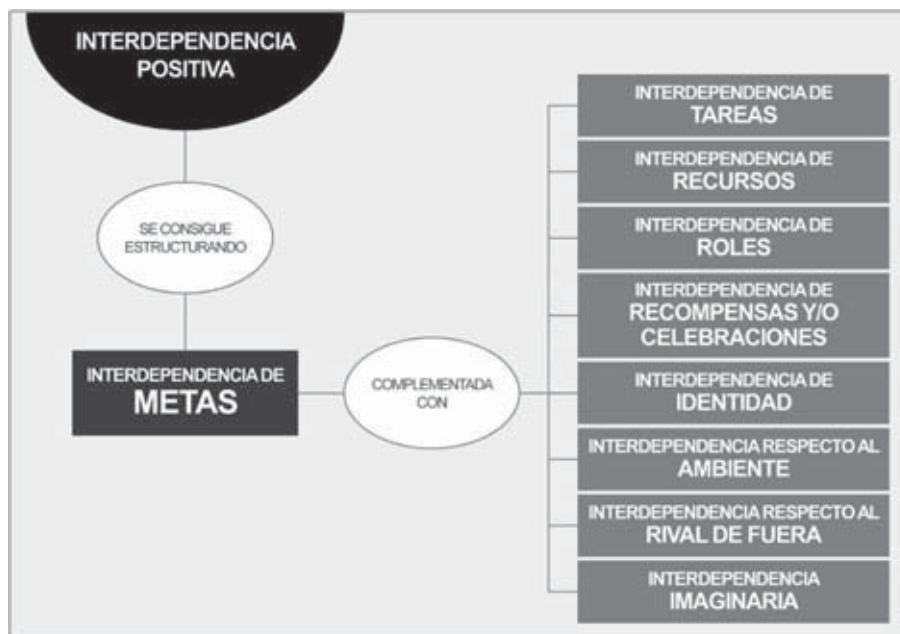 INTERDEPENDENCIA
POSITIVA
SE CONSIGUE
ESTRUCTURANDO
INTERDEPENDENCIA DE
METAS
COMPLEMENTADA
CON
INTERDEPENDENCIA DE
TAREAS
INTERDEPENDENCIA DE
RECURSOS
INTERDEPENDENCIA DE
ROLES
INTERDEPENDENCIA DE
RECOMPENSAS Y/O
CELEBRACIONES
INTERDEPENDENCIA DE
IDENTIDAD
INTERDEPENDENCIA RESPECTO AL
AMBIENTE
INTERDEPENDENCIA RESPECTO AL
RIVAL DE FUERA
INTERDEPENDENCIA
IMAGINARIA